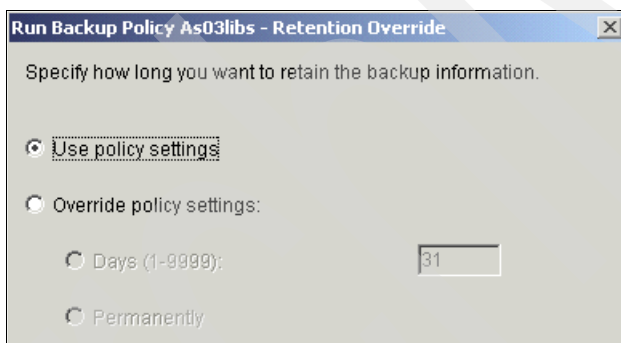 Run Backup Policy As03libs - Retention Override
Specify how long you want to retain the backup information.
Use policy settings
Override policy settings:
Days (1-9999):
31
Permanently